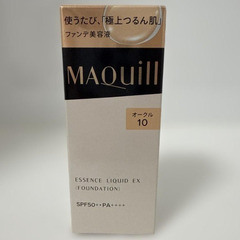 使うたび、「極上つるん肌」
ファンデ美容液
MAQuill
オークル
10
ESSENCE LIQUID EX
(FOUNDATION)
SPF50++PA++++